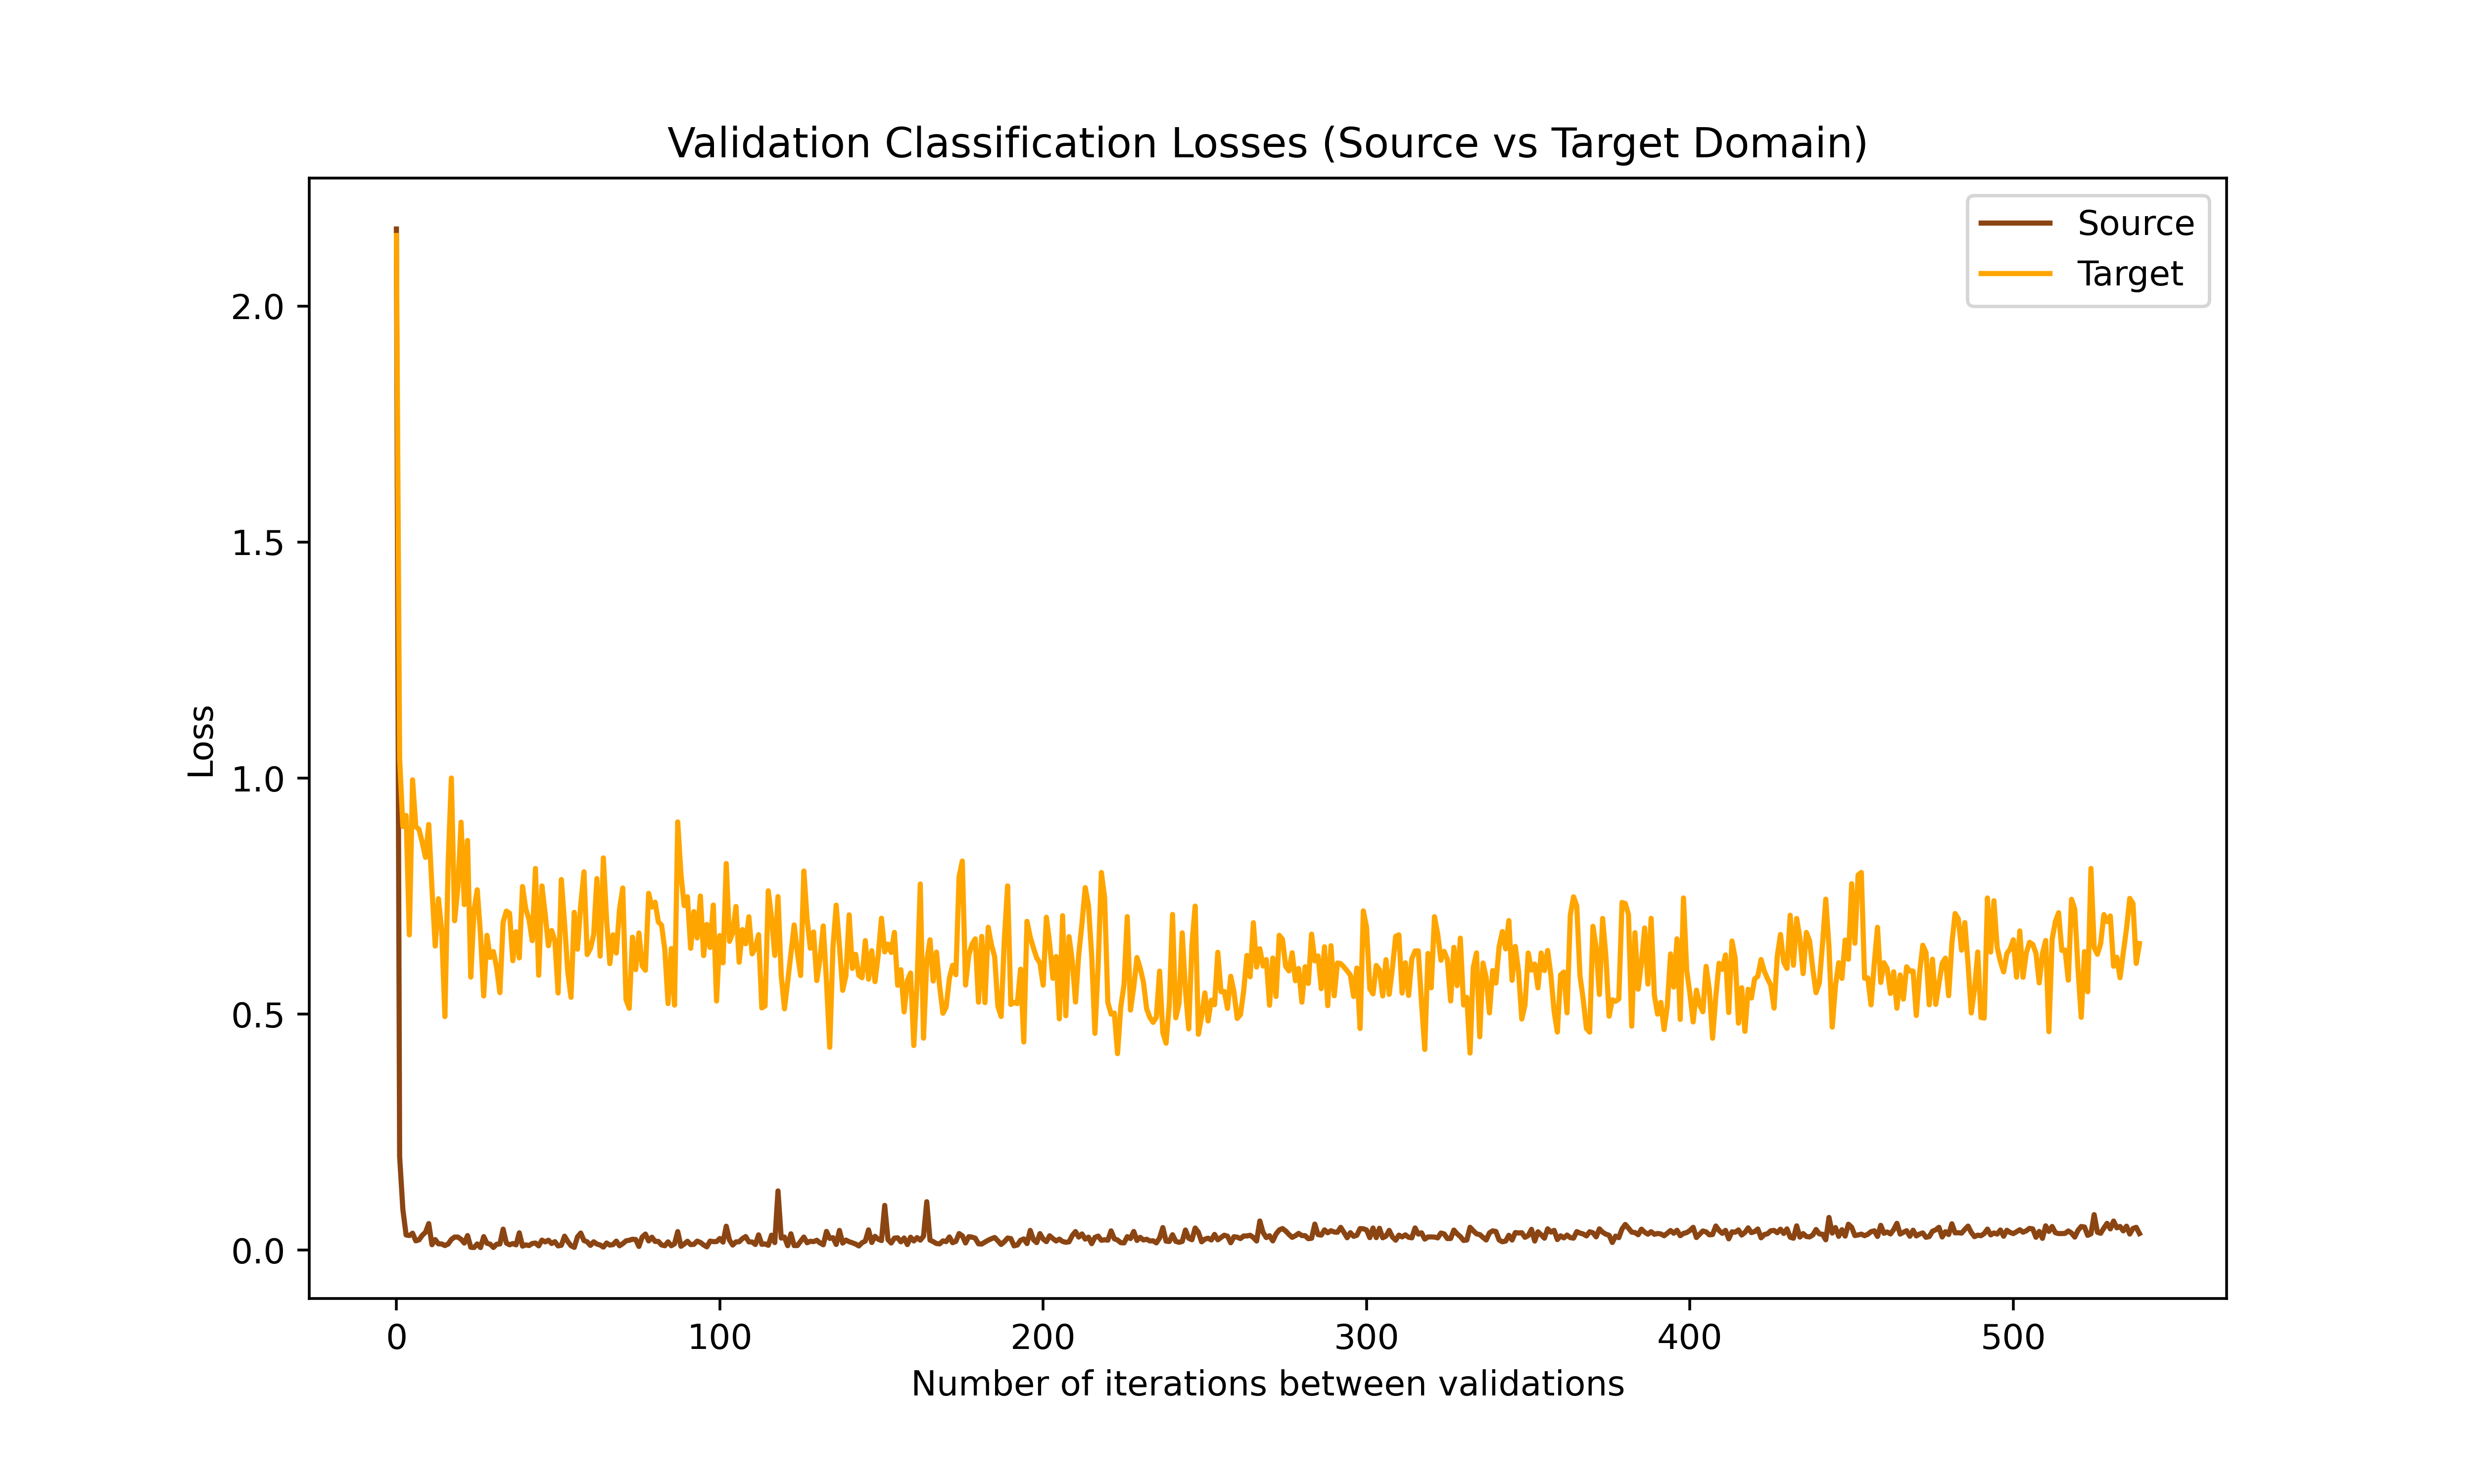 Validation Classification Losses (Source vs Target Domain)
Source
Target
2.0
1.5
1.0
0.5
0.0
Loss
0 100 200 300 400 500
Number of iterations between validations